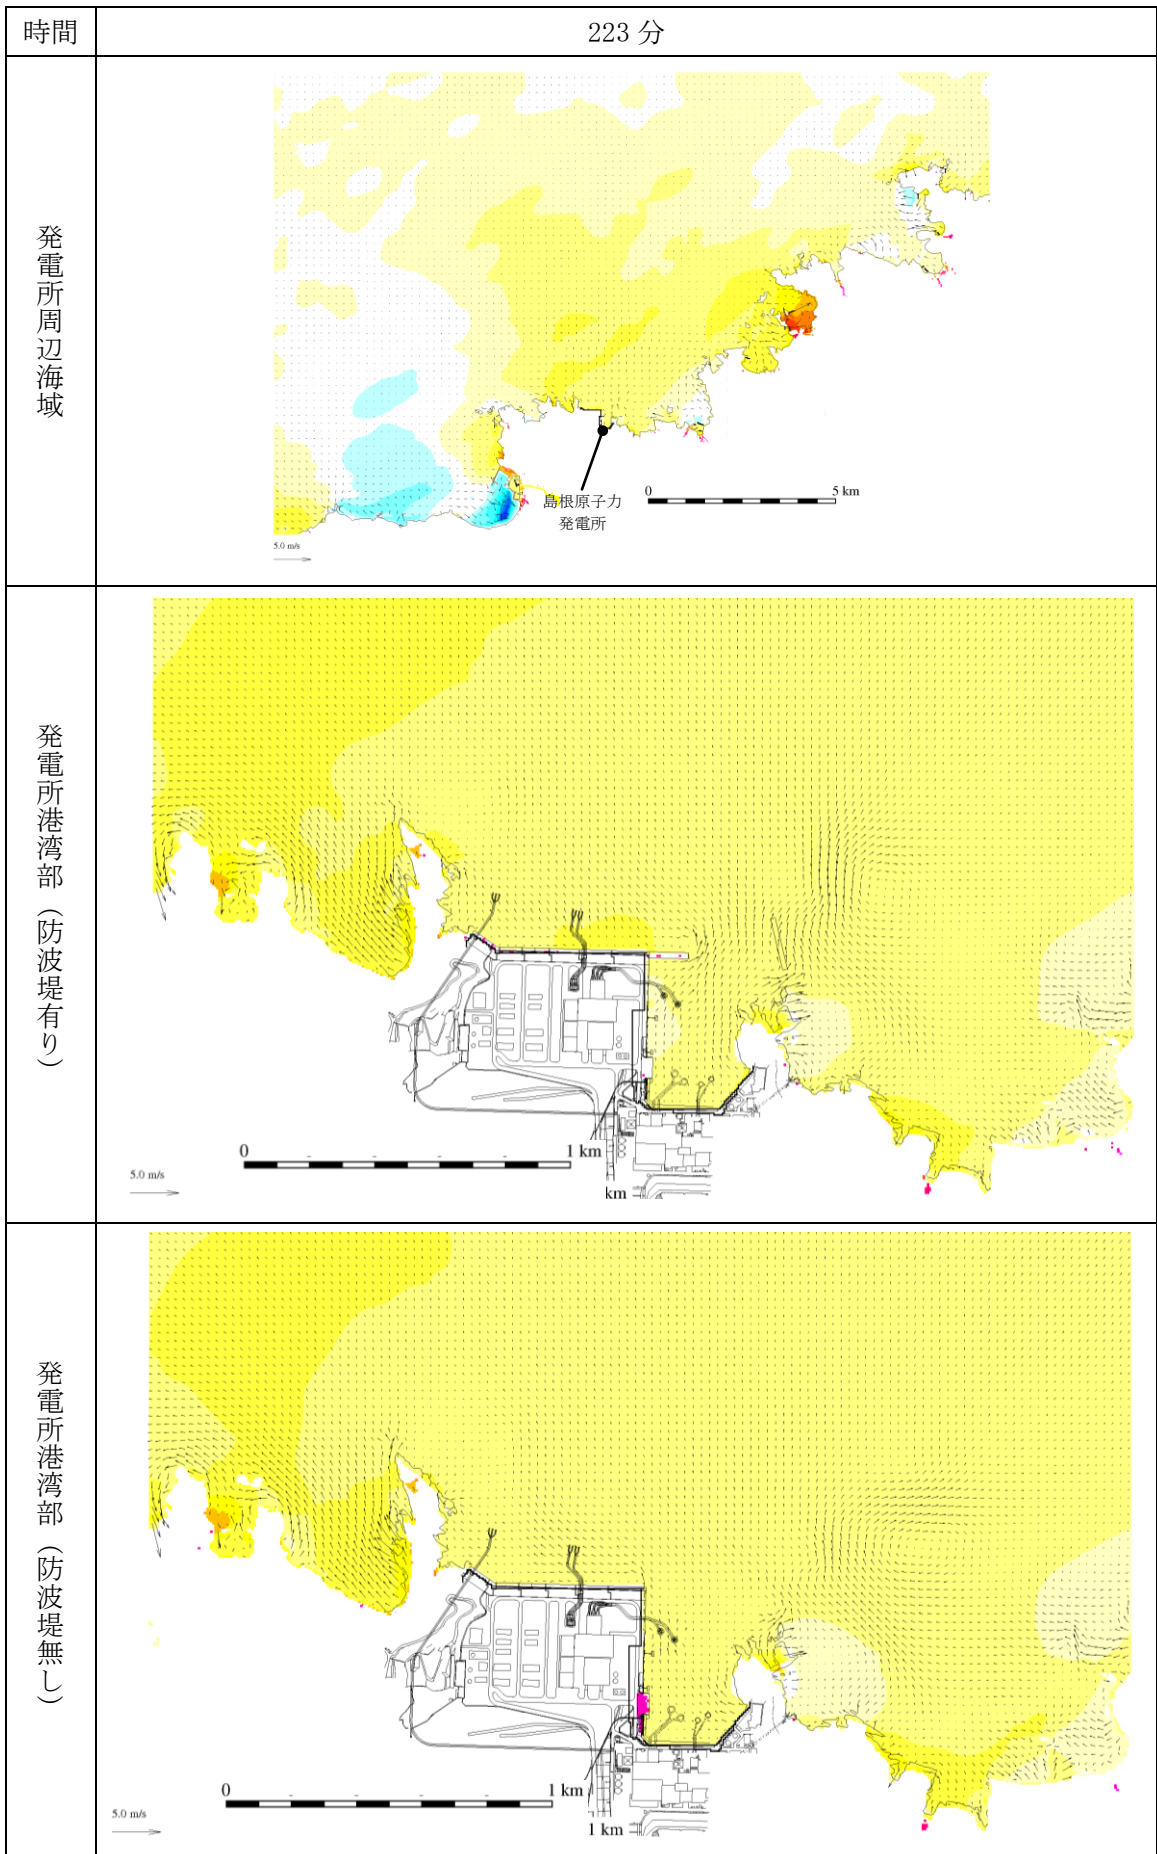 時間
223 分
発電所周辺海域
島根原子力
発電所
0
5 km
5.0 m/s
発電所港湾部（防波堤有り）
0
1 km
5.0 m/s
km
発電所港湾部（防波堤無し）
0
1 km
5.0 m/s
1 km